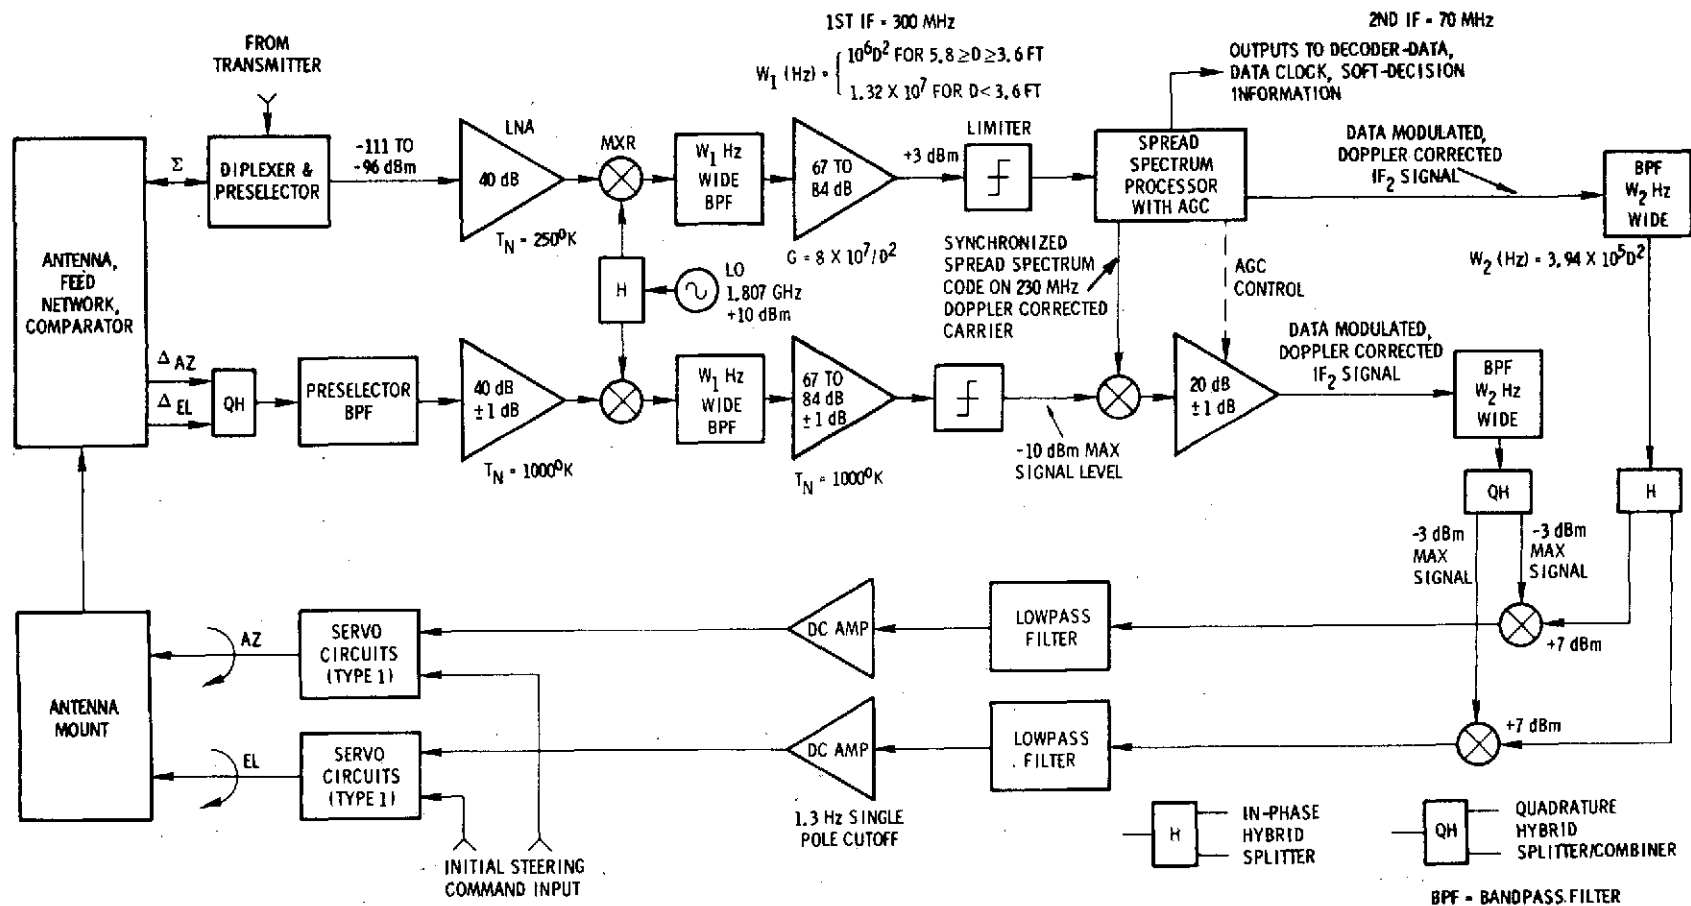 1ST IF = 300 MHz
W1 (Hz) = { 10^6D^2 FOR 5.8 ≥D ≥3.6 FT
1.32 X 10^7 FOR D< 3.6 FT
2ND IF = 70 MHz
OUTPUTS TO DECODER-DATA,
DATA CLOCK, SOFT-DECISION
INFORMATION
FROM
TRANSMITTER
ANTENNA,
FEED
NETWORK,
COMPARATOR
Σ
DIPLEXER &
PRESELECTOR
-111 TO
-96 dBm
LNA
40 dB
T_N = 250⁰K
MXR
W1 Hz
WIDE
BPF
67 TO
84 dB
G = 8 X 10^7/D^2
+3 dBm
LIMITER
SPREAD
SPECTRUM
PROCESSOR
WITH AGC
DATA MODULATED,
DOPPLER CORRECTED
IF2 SIGNAL
BPF
W2 Hz
WIDE
W2 (Hz) = 3.94 X 10^5D^2
H
LO
1.807 GHz
+10 dBm
SYNCHRONIZED
SPREAD SPECTRUM
CODE ON 230 MHz
DOPPLER CORRECTED
CARRIER
AGC
CONTROL
Δ AZ
Δ EL
QH
PRESELECTOR
BPF
40 dB
±1 dB
T_N = 1000⁰K
W1 Hz
WIDE
BPF
67 TO
84 dB
±1 dB
T_N = 1000⁰K
-10 dBm MAX
SIGNAL LEVEL
20 dB
±1 dB
DATA MODULATED,
DOPPLER CORRECTED
IF2 SIGNAL
BPF
W2 Hz
WIDE
QH
H
-3 dBm
MAX
SIGNAL
-3 dBm
MAX
SIGNAL
+7 dBm
+7 dBm
ANTENNA
MOUNT
AZ
SERVO
CIRCUITS
(TYPE 1)
DC AMP
LOWPASS
FILTER
EL
SERVO
CIRCUITS
(TYPE 1)
DC AMP
LOWPASS
FILTER
1.3 Hz SINGLE
POLE CUTOFF
INITIAL STEERING
COMMAND INPUT
H
IN-PHASE
HYBRID
SPLITTER
QH
QUADRATURE
HYBRID
SPLITTER/COMBINER
BPF = BANDPASS FILTER